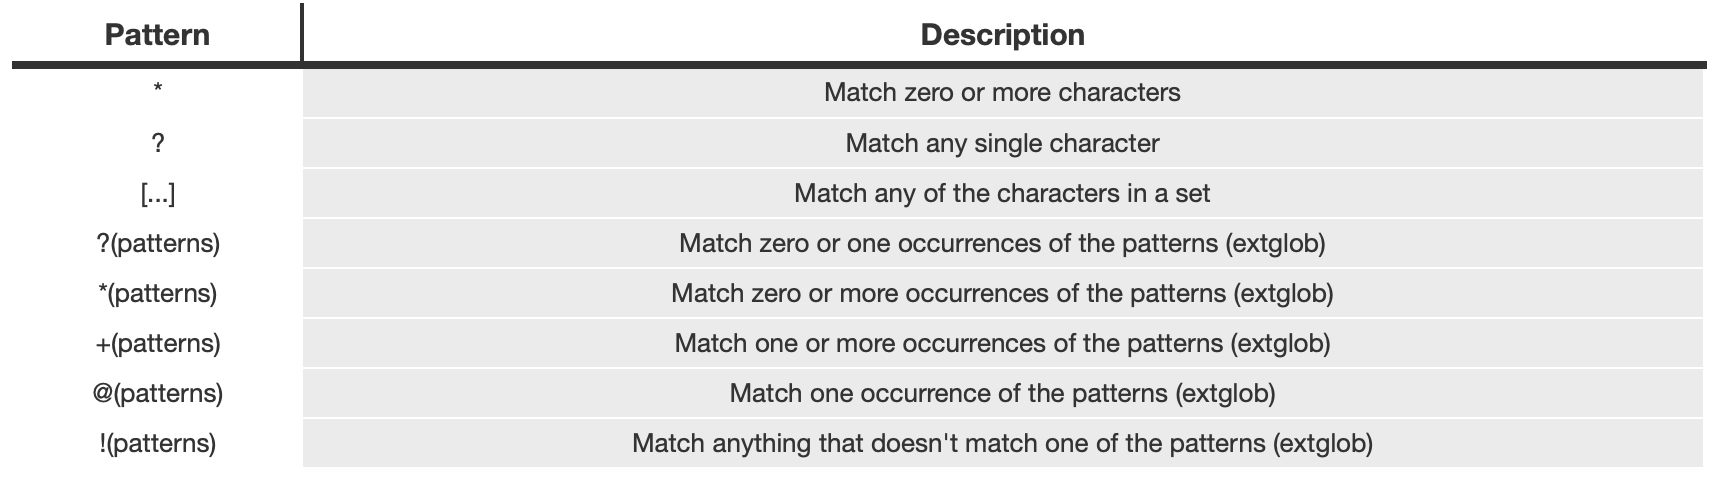 Pattern Description
* Match zero or more characters
? Match any single character
[...] Match any of the characters in a set
?(patterns) Match zero or one occurrences of the patterns (extglob)
*(patterns) Match zero or more occurrences of the patterns (extglob)
+(patterns) Match one or more occurrences of the patterns (extglob)
@(patterns) Match one occurrence of the patterns (extglob)
!(patterns) Match anything that doesn't match one of the patterns (extglob)